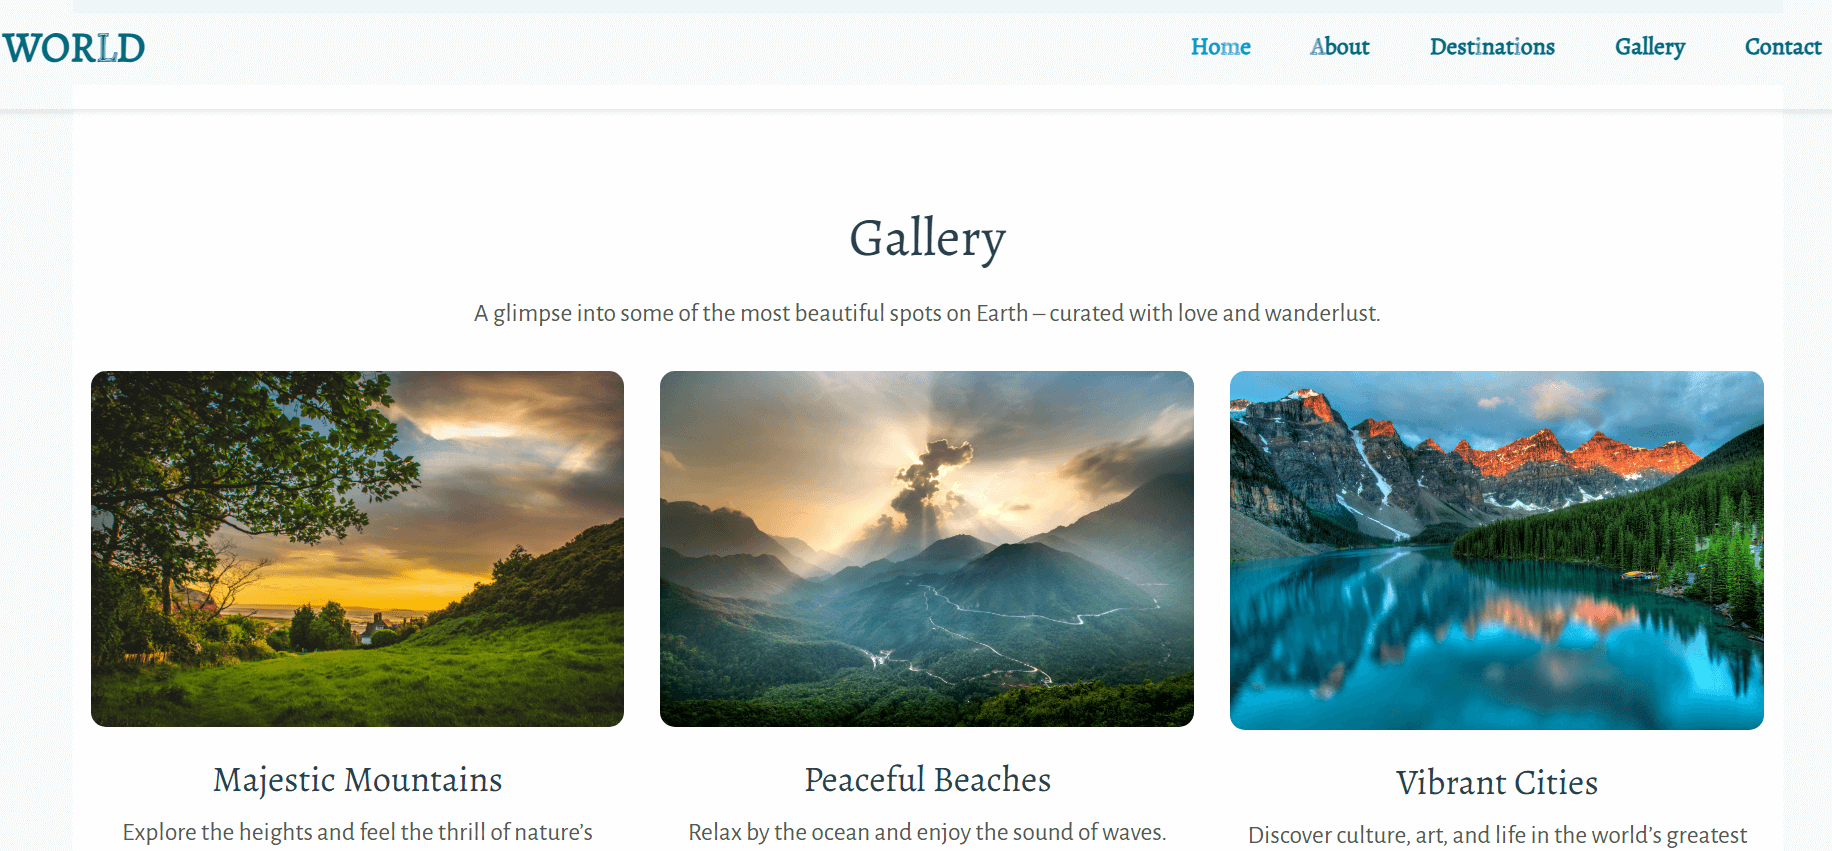 WORLD
Home About Destinations Gallery Contact
Gallery
A glimpse into some of the most beautiful spots on Earth – curated with love and wanderlust.
Majestic Mountains
Explore the heights and feel the thrill of nature’s
Peaceful Beaches
Relax by the ocean and enjoy the sound of waves.
Vibrant Cities
Discover culture, art, and life in the world’s greatest